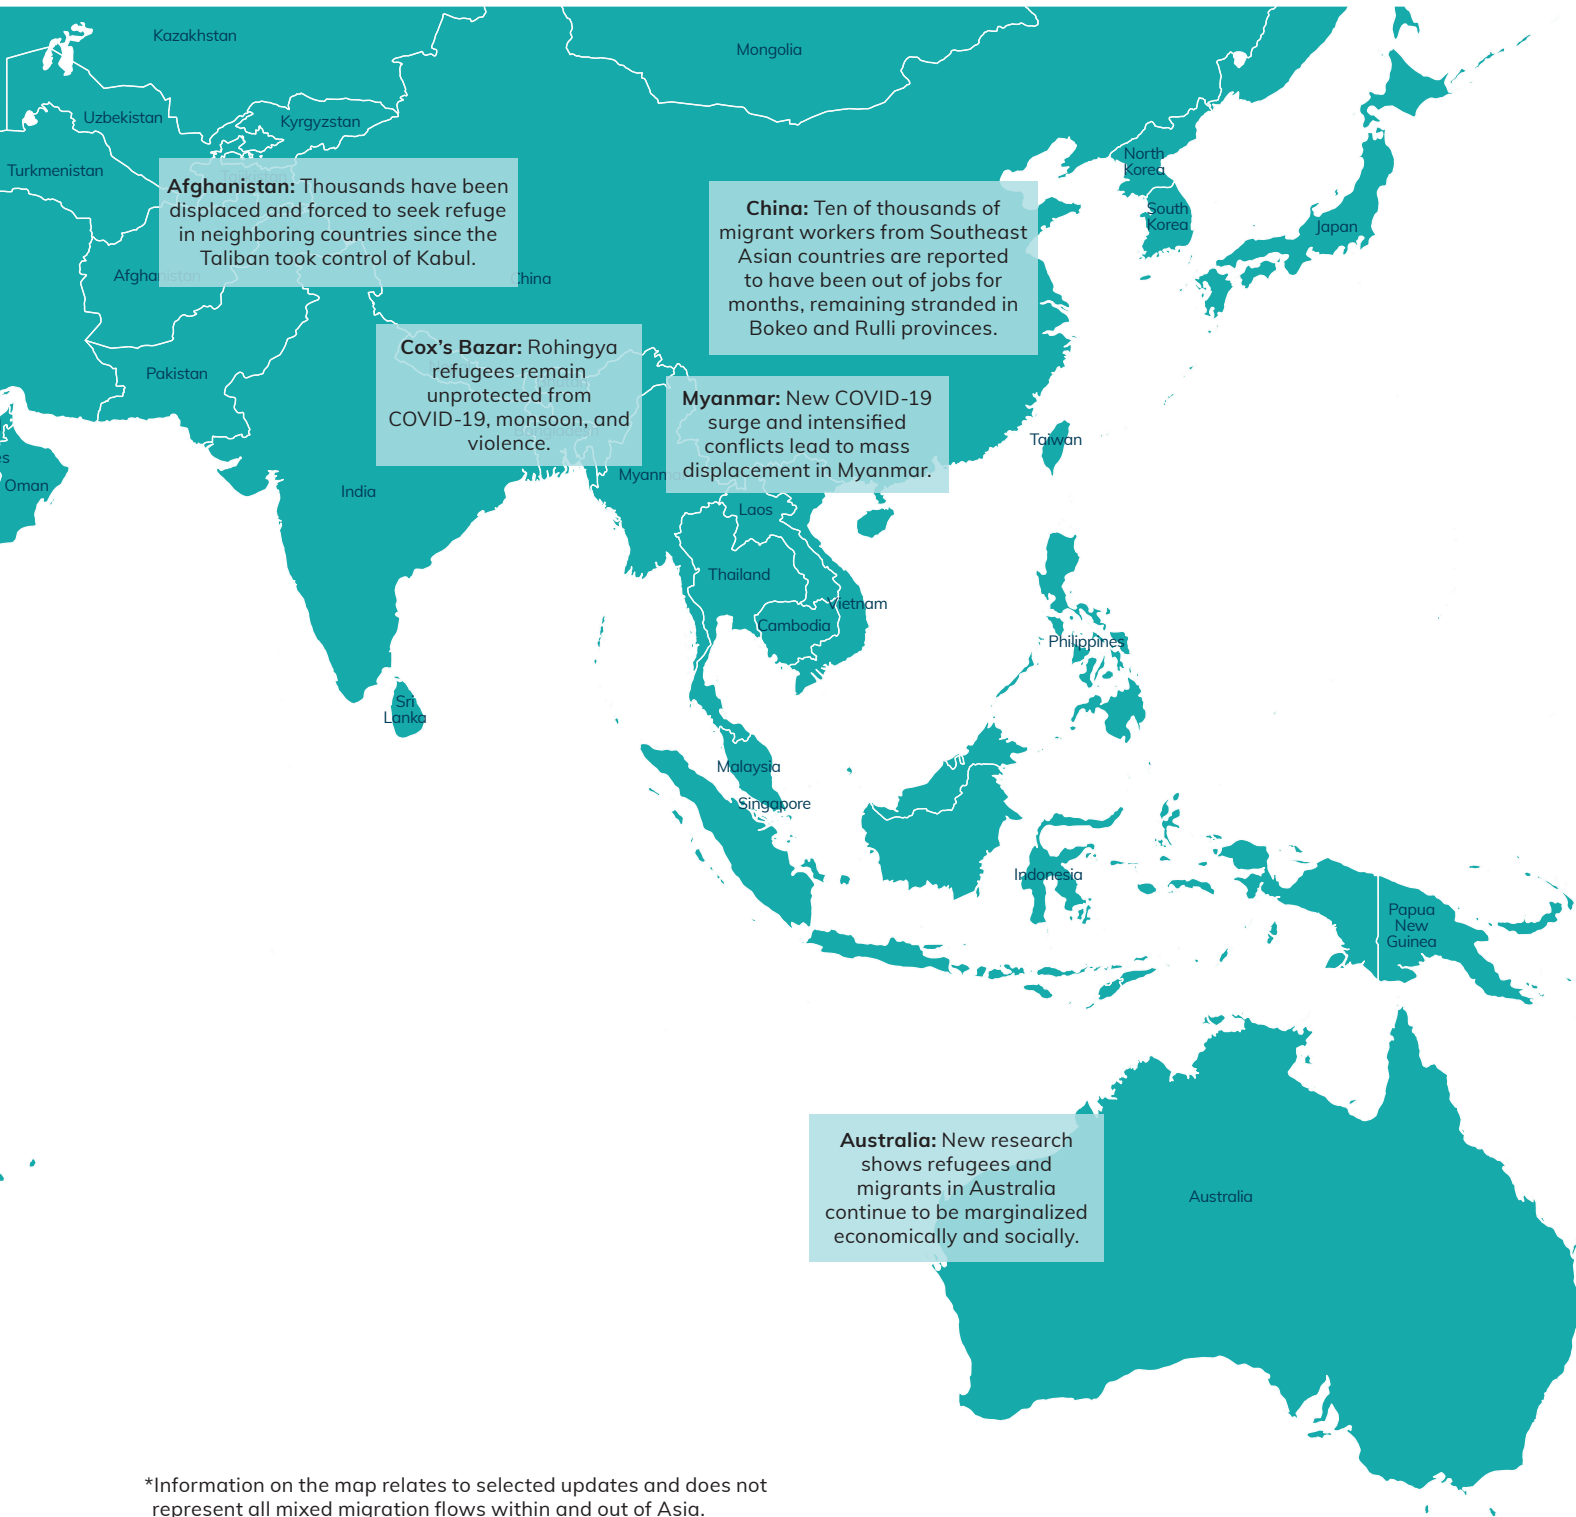 Kazakhstan
Mongolia
Uzbekistan
Kyrgyzstan
Turkmenistan
Tajikistan
North
Korea
South
Korea
Japan
Afghanistan: Thousands have been
displaced and forced to seek refuge
in neighboring countries since the
Taliban took control of Kabul.
China: Ten of thousands of
migrant workers from Southeast
Asian countries are reported
to have been out of jobs for
months, remaining stranded in
Bokeo and Rulli provinces.
Afghanistan
China
Pakistan
Cox’s Bazar: Rohingya
refugees remain
unprotected from
COVID-19, monsoon, and
violence.
Bangladesh
Myanmar: New COVID-19
surge and intensified
conflicts lead to mass
displacement in Myanmar.
Taiwan
es
Oman
India
Myanmar
Laos
Thailand
Vietnam
Cambodia
Philippines
Sri
Lanka
Malaysia
Singapore
Indonesia
Papua
New
Guinea
Australia: New research
shows refugees and
migrants in Australia
continue to be marginalized
economically and socially.
Australia
*Information on the map relates to selected updates and does not
represent all mixed migration flows within and out of Asia.